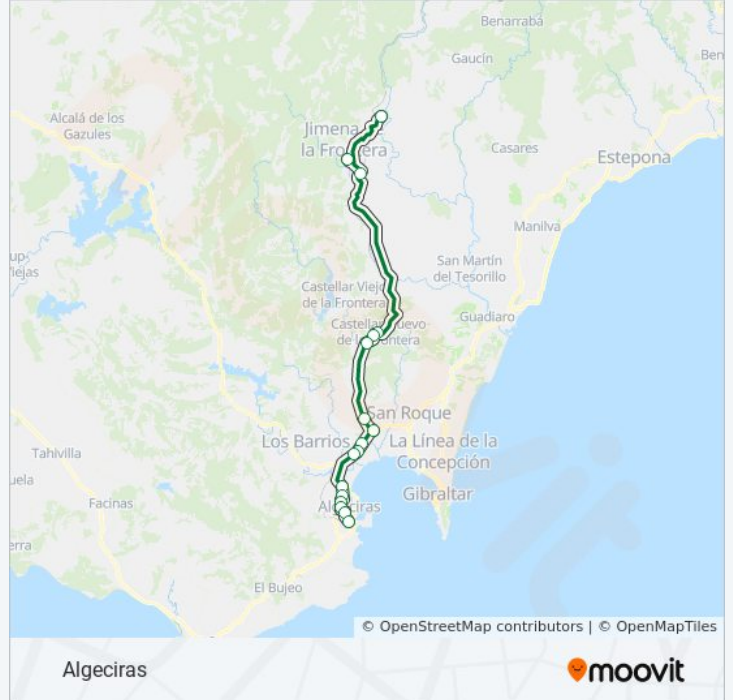 Benarrabá
Gaucín
Ben
Alcalá de los
Gazules
Jimena de
la Frontera
Casares
Estepona
Manilva
up-
Viejas
San Martín
del Tesorillo
Castellar Viejo
de la Frontera
Guadiaro
Castellar Nuevo
de la Frontera
San Roque
Los Barrios
La Línea de la
Concepción
Tahivilla
uela
Gibraltar
Facinas
Algeciras
erra
El Bujeo
© OpenStreetMap contributors | © OpenMapTiles
Algeciras
moovit